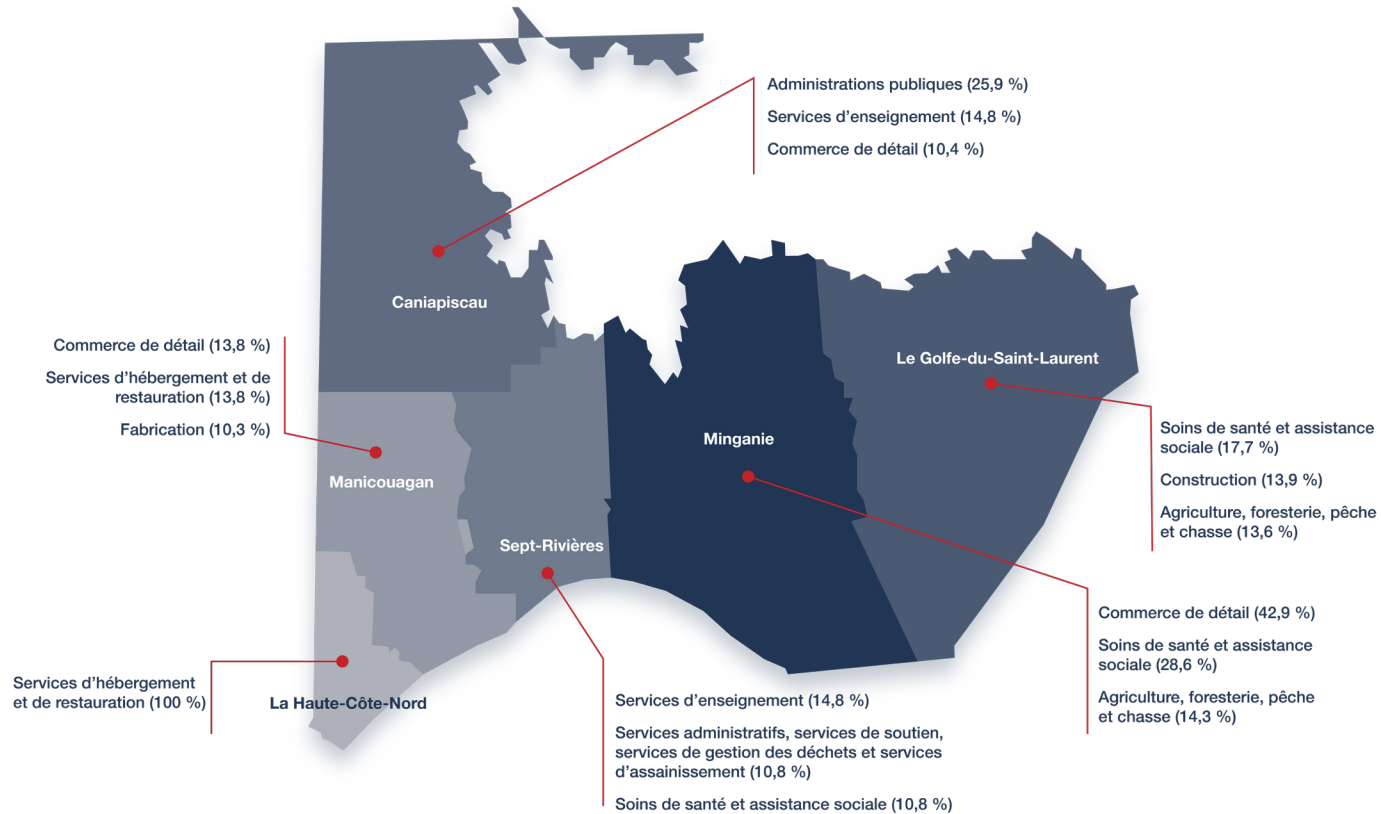 Administrations publiques (25,9 %)
Services d’enseignement (14,8 %)
Commerce de détail (10,4 %)
Caniapiscau
Commerce de détail (13,8 %)
Services d’hébergement et de
restauration (13,8 %)
Fabrication (10,3 %)
Manicouagan
Le Golfe-du-Saint-Laurent
Soins de santé et assistance
sociale (17,7 %)
Construction (13,9 %)
Agriculture, foresterie, pêche
et chasse (13,6 %)
Minganie
Commerce de détail (42,9 %)
Soins de santé et assistance
sociale (28,6 %)
Agriculture, foresterie, pêche
et chasse (14,3 %)
Sept-Rivières
Services d’enseignement (14,8 %)
Services administratifs, services de soutien,
services de gestion des déchets et services
d’assainissement (10,8 %)
Soins de santé et assistance sociale (10,8 %)
Services d’hébergement
et de restauration (100 %)
La Haute-Côte-Nord